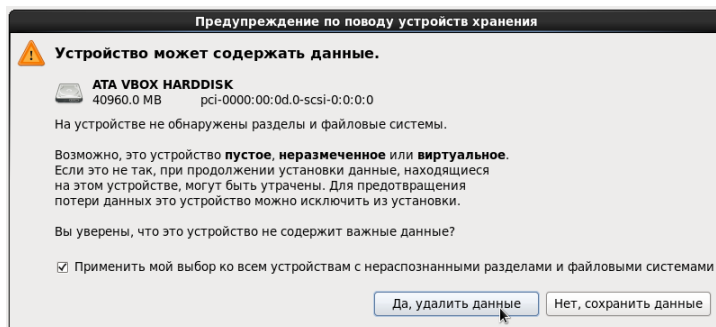 Предупреждение по поводу устройств хранения
Устройство может содержать данные.
ATA VBOX HARDDISK
40960.0 MB pci-0000:00:0d.0-scsi-0:0:0:0
На устройстве не обнаружены разделы и файловые системы.
Возможно, это устройство пустое, неразмеченное или виртуальное.
Если это не так, при продолжении установки данные, находящиеся
на этом устройстве, могут быть утрачены. Для предотвращения
потери данных это устройство можно исключить из установки.
Вы уверены, что это устройство не содержит важные данные?
Применить мой выбор ко всем устройствам с нераспознанными разделами и файловыми системами
Да, удалить данные Нет, сохранить данные